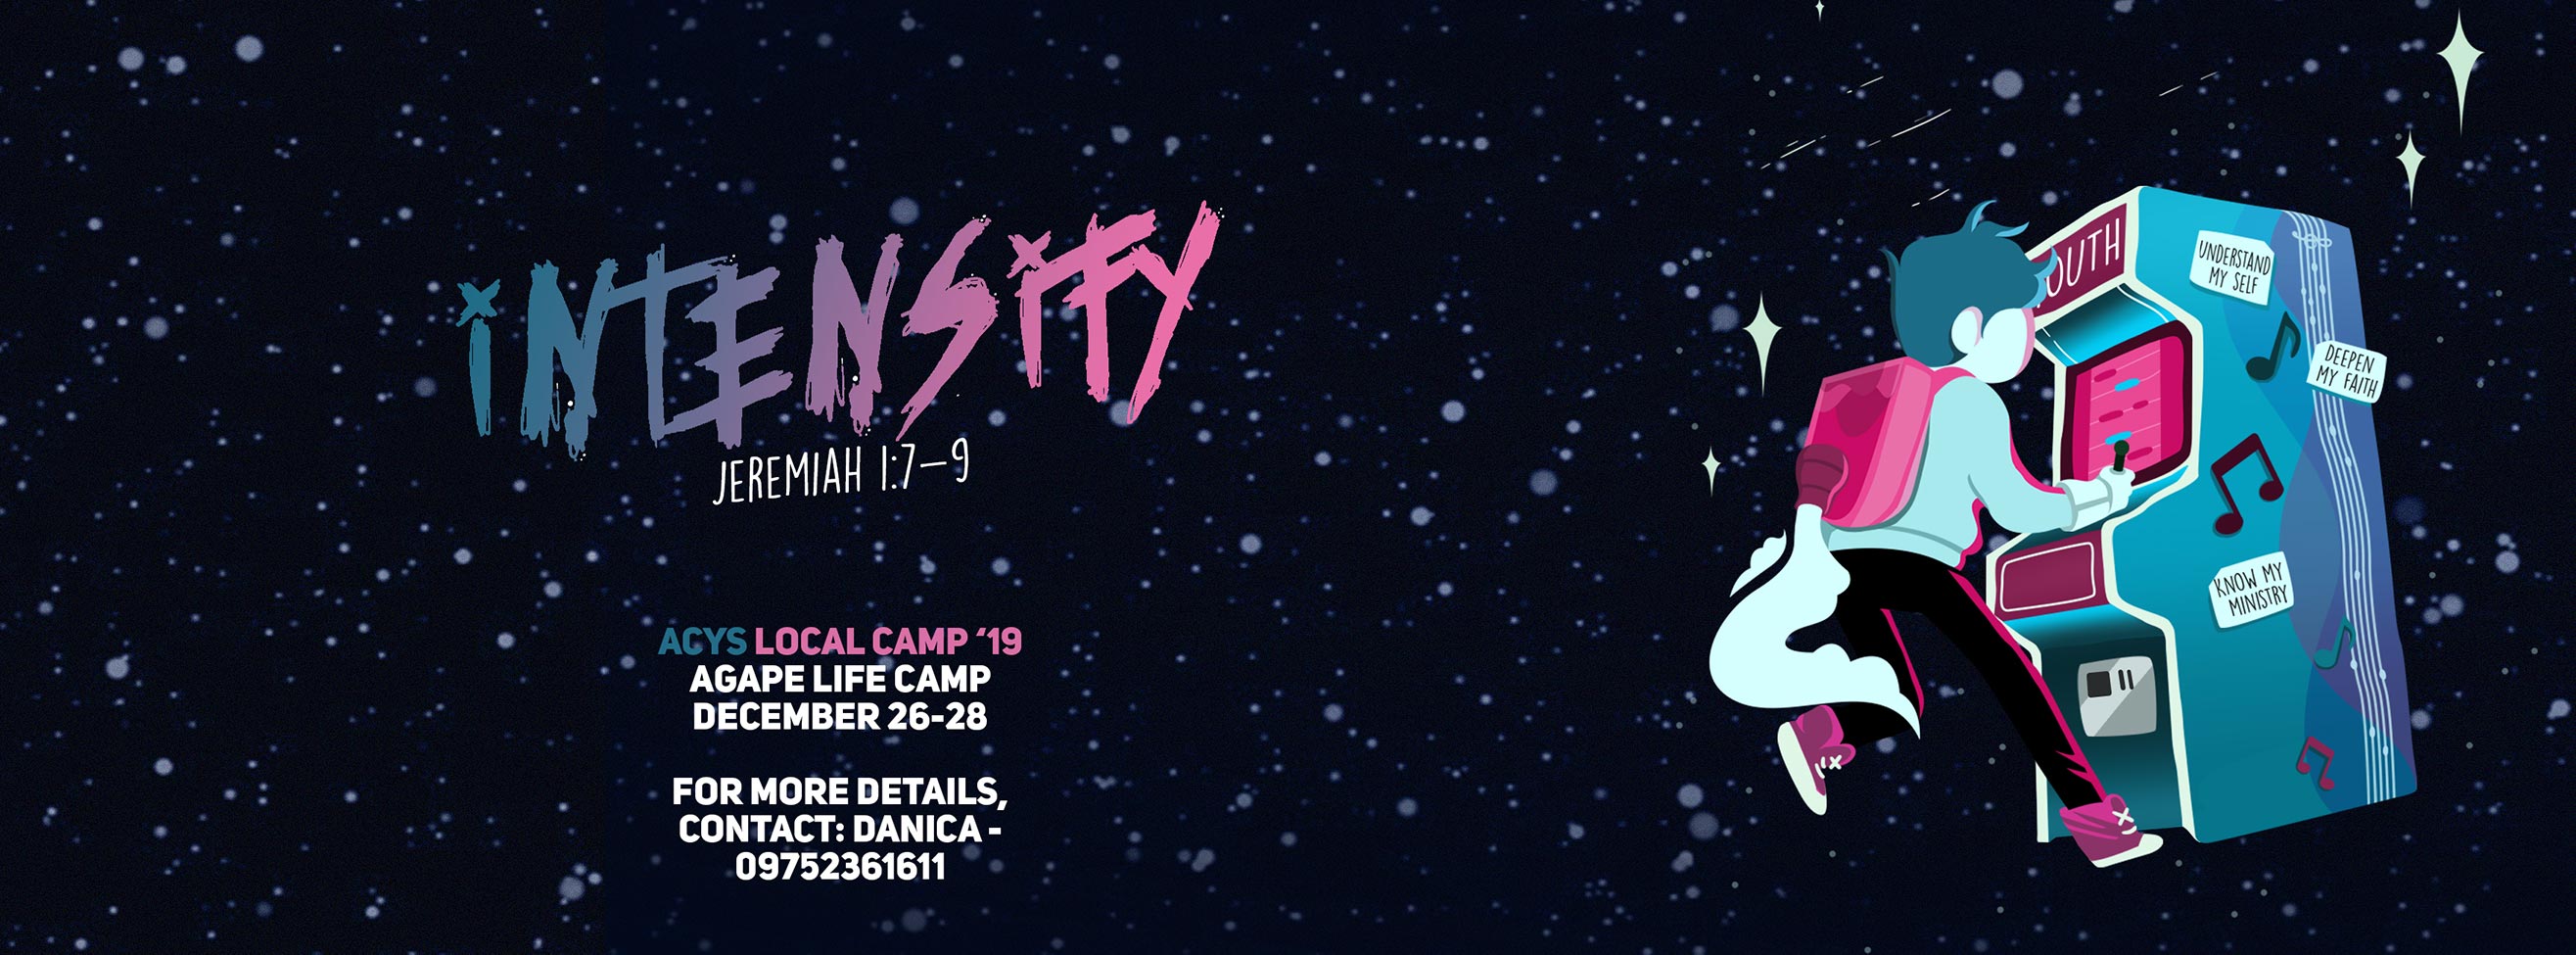 iNTENSiTY
JEREMIAH 1:7–9
ACYS LOCAL CAMP ‘19
AGAPE LIFE CAMP
DECEMBER 26-28
FOR MORE DETAILS,
CONTACT: DANICA -
09752361611
OUTH
UNDERSTAND
MY SELF
DEEPEN
MY FAITH
KNOW MY
MINISTRY